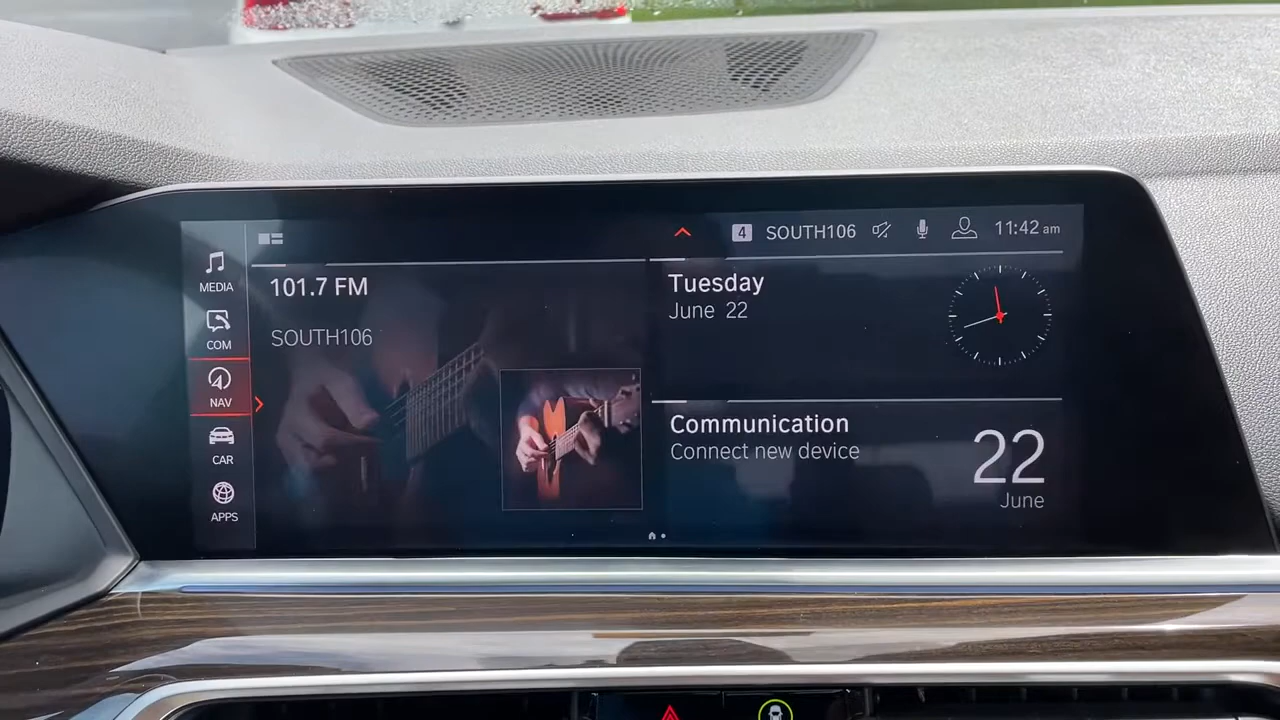 MEDIA
COM
NAV
CAR
APPS
4 SOUTH106 11:42 am
101.7 FM
SOUTH106
Tuesday
June 22
Communication
Connect new device
22
June